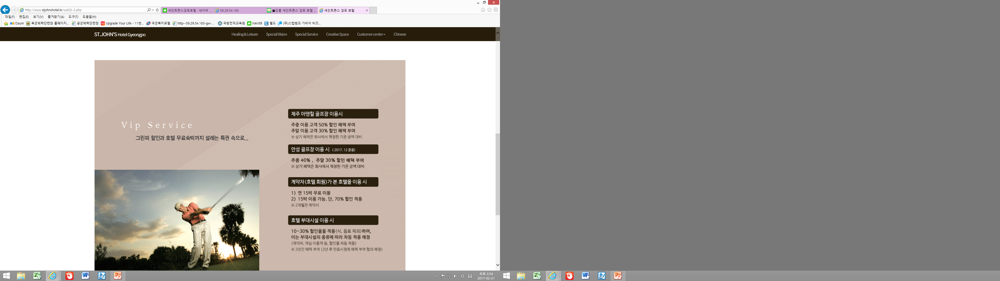 http://www.stjohnshotel.kr/sub02-3.php
세인트존스경포호텔 : 네이버 ...
59.29.54.165
■강릉 세인트존스 경포 호텔 ...
세인트존스 경포 호텔
파일(F) 편집(E) 보기(V) 즐겨찾기(A) 도구(T) 도움말(H)
Daum 육군체력단련장 홈페이지... 공군체력단련장 Upgrade Your Life - 11번... 국군복지포털 http--59.29.54.165-gw-... 국방전직교육원 NAVER 월드 (주)스탭뱅크 가비아 비즈...
ST.JOHN'S Hotel Gyeongpo
Healing & Leisure Special Vision Special Service Creative Space Customer center Chinese
Vip Service
그린피 할인과 호텔 무료숙박까지 설레는 특권 속으로...
제주 아덴힐 골프장 이용시
주중 이용 고객 50% 할인 혜택 부여
주말 이용 고객 30% 할인 혜택 부여
※ 상기 혜택은 회사에서 책정한 기준 금액 대비
안성 골프장 이용 시 ( 2017. 12 준공)
주중 40% , 주말 30% 할인 혜택 부여
※ 상기 혜택은 회사에서 책정한 기준 금액 대비
계약자(호텔 회원)가 본 호텔을 이용 시
1) 연 15박 무료 이용
2) 15박 이용 가능. 단, 70% 할인 적용
※ 2개월전 예약시
호텔 부대시설 이용 시
10~30% 할인율을 적용(식, 음료 제외)하며,
이는 부대시설의 종류에 따라 차등 적용 예정
(계약자, 객실 이용객 등, 할인율 차등 적용)
※ 3년간 혜택 부여 (3년 후 만료시점에 혜택 부여 협의 예정)
오후 3:54
2017-02-21